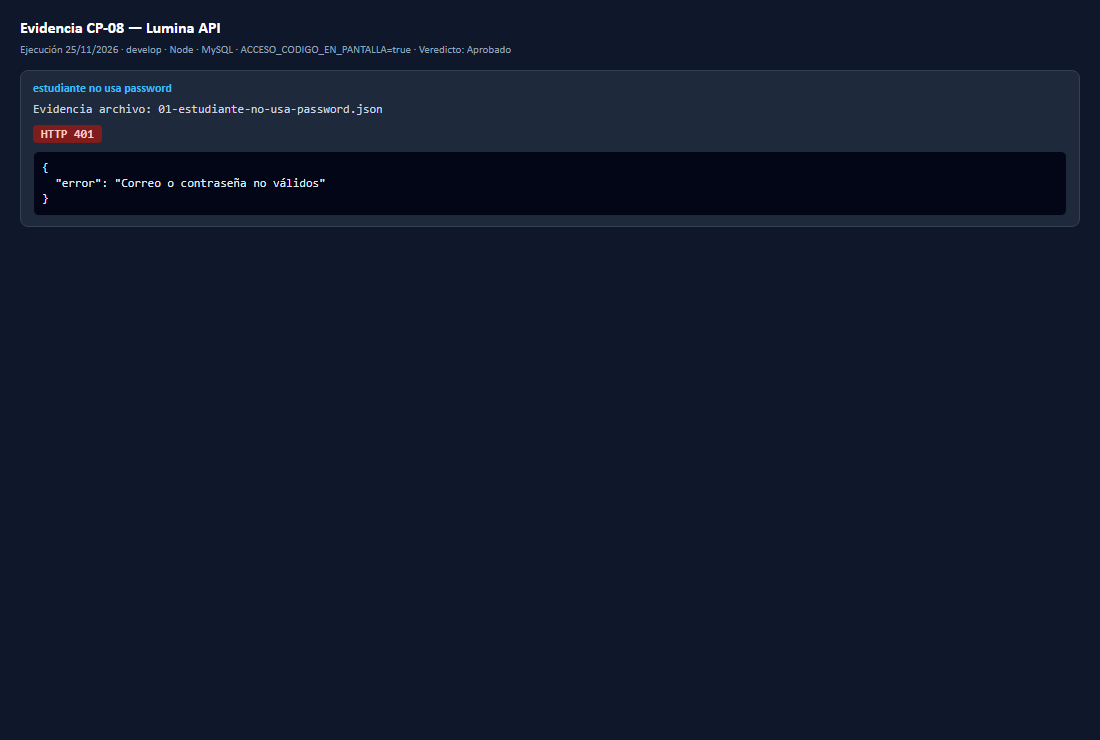 Evidencia CP-08 — Lumina API
Ejecución 25/11/2026 · develop · Node · MySQL · ACCESO_CODIGO_EN_PANTALLA=true · Veredicto: Aprobado
estudiante no usa password
Evidencia archivo: 01-estudiante-no-usa-password.json
HTTP 401
{
  "error": "Correo o contraseña no válidos"
}